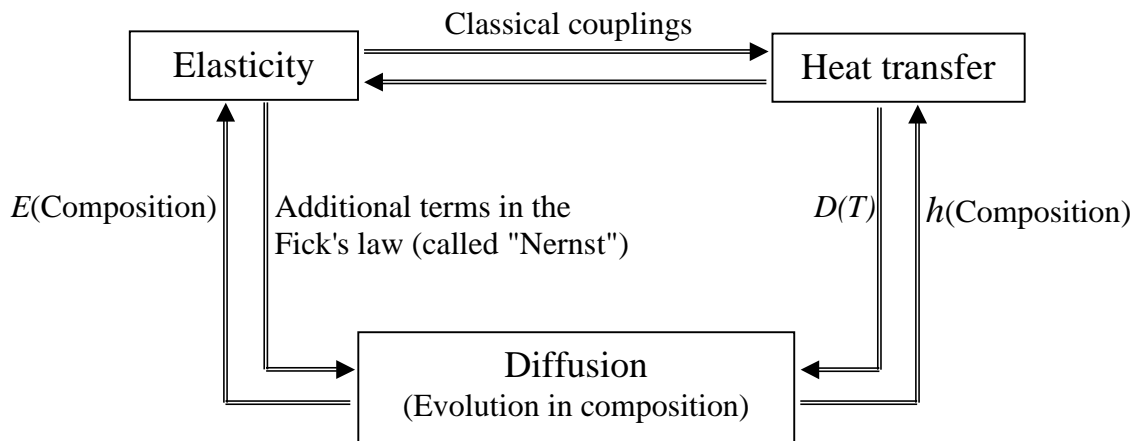 Classical couplings
Elasticity
Heat transfer
E(Composition)
Additional terms in the
Fick's law (called "Nernst")
D(T)
h(Composition)
Diffusion
(Evolution in composition)